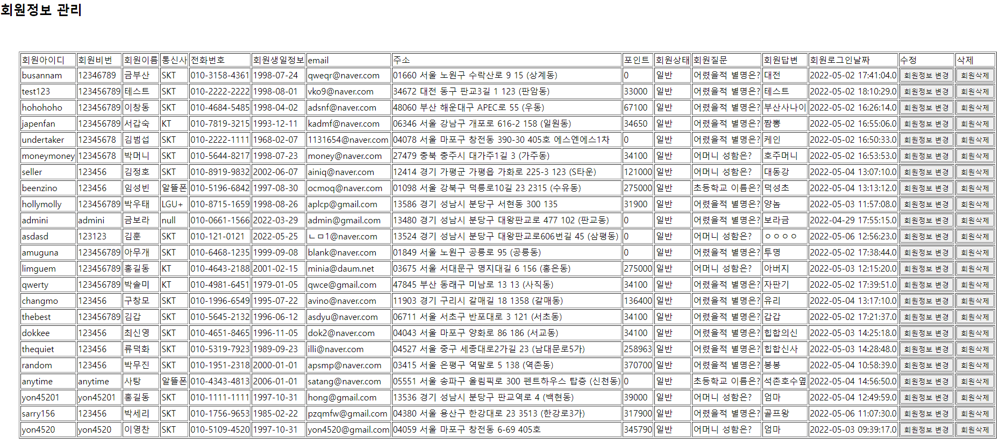 회원정보 관리
회원아이디 회원비번 회원이름 통신사 전화번호 회원생일정보 email 주소 포인트 회원상태 회원질문 회원답변 회원로그인날짜 수정 삭제
busannam 12346789 금부산 SKT 010-3158-4361 1998-07-24 qweqr@naver.com 01660 서울 노원구 수락산로 9 15 (상계동) 0 일반 어렸을적 별명은? 대전 2022-05-02 17:41:04.0 회원정보 변경 회원삭제
test123 123456789 테스트 SKT 010-2222-2222 1998-08-01 vko9@naver.com 34672 대전 동구 판교3길 1 123 (판암동) 33000 일반 어렸을적 별명은? 테스트 2022-05-02 18:10:29.0 회원정보 변경 회원삭제
hohohoho 123456789 이창동 SKT 010-4684-5485 1998-04-02 adsnf@naver.com 48060 부산 해운대구 APEC로 55 (우동) 67100 일반 어렸을적 별명은? 부산사나이 2022-05-02 16:26:14.0 회원정보 변경 회원삭제
japenfan 123456789 서갑숙 KT 010-7819-3215 1993-12-11 kadmf@naver.com 06346 서울 강남구 개포로 616-2 158 (일원동) 34650 일반 어렸을적 별명은? 짬뽕 2022-05-02 16:55:06.0 회원정보 변경 회원삭제
undertaker 12345678 김범섭 SKT 010-2222-1111 1968-02-07 1131654@naver.com 04078 서울 마포구 창전동 390-30 405호 에스엔에스1차 0 일반 어렸을적 별명은? 케인 2022-05-02 16:50:33.0 회원정보 변경 회원삭제
moneymoney 12345678 박머니 SKT 010-5644-8217 1998-07-23 money@naver.com 27479 충북 충주시 대가주1길 3 (가주동) 34100 일반 어머니 성함은? 호주머니 2022-05-02 16:53:53.0 회원정보 변경 회원삭제
seller 123456 김정호 SKT 010-8919-9832 2002-06-07 ainiq@naver.com 12414 경기 가평군 가평읍 가화로 225-3 123 (S타운) 121000 일반 어머니 성함은? 대동강 2022-05-04 13:07:10.0 회원정보 변경 회원삭제
beenzino 123456 임성빈 알뜰폰 010-5196-6842 1997-08-30 ocmoq@naver.com 01098 서울 강북구 덕릉로10길 23 2315 (수유동) 275000 일반 초등학교 이름은? 덕성초 2022-05-04 13:13:12.0 회원정보 변경 회원삭제
hollymolly 123456789 박우태 LGU+ 010-8715-1659 1998-08-26 aplcp@gmail.com 13586 경기 성남시 분당구 서현동 300 135 31900 일반 어렸을적 별명은? 양놈 2022-05-03 11:57:08.0 회원정보 변경 회원삭제
admini admini 금보라 null 010-0661-1566 2022-03-29 admin@gmail.com 13480 경기 성남시 분당구 대왕판교로 477 102 (판교동) 0 일반 어렸을적 별명은? 보라금 2022-04-29 17:55:15.0 회원정보 변경 회원삭제
asdasd 123123 김훈 SKT 010-121-0121 2022-05-25 ㄴㅁ1@naver.com 13524 경기 성남시 분당구 대왕판교로606번길 45 (삼평동) 0 일반 어머니 성함은? ㅇㅇㅇㅇ 2022-05-06 12:56:23.0 회원정보 변경 회원삭제
amuguna 123456789 아무개 SKT 010-6468-1235 1999-09-08 blank@naver.com 01849 서울 노원구 공릉로 95 (공릉동) 0 일반 어렸을적 별명은? 투명 2022-05-02 17:38:44.0 회원정보 변경 회원삭제
limguem 123456789 홍길동 KT 010-4643-2188 2001-02-15 minia@daum.net 03675 서울 서대문구 명지대길 6 156 (홍은동) 275000 일반 어머니 성함은? 아버지 2022-05-03 12:15:20.0 회원정보 변경 회원삭제
qwerty 123456789 박솔미 KT 010-4981-6451 1979-01-05 qwce@gmail.com 47845 부산 동래구 미남로 13 13 (사직동) 34100 일반 어렸을적 별명은? 자판기 2022-05-02 17:39:51.0 회원정보 변경 회원삭제
changmo 123456 구창모 SKT 010-1996-6549 1995-07-22 avino@naver.com 11903 경기 구리시 갈매길 18 1358 (갈매동) 136400 일반 어렸을적 별명은? 유리 2022-05-04 13:17:10.0 회원정보 변경 회원삭제
thebest 123456789 김갑 SKT 010-5645-2132 1996-06-12 asdyu@naver.com 06711 서울 서초구 반포대로 3 121 (서초동) 34100 일반 어렸을적 별명은? 갑갑 2022-05-02 17:21:37.0 회원정보 변경 회원삭제
dokkee 123456 최신영 SKT 010-4651-8465 1996-11-05 dok2@naver.com 04043 서울 마포구 양화로 86 186 (서교동) 34100 일반 어렸을적 별명은? 힙합의신 2022-05-03 14:25:18.0 회원정보 변경 회원삭제
thequiet 123456 류덕화 SKT 010-5319-7923 1989-09-23 illi@naver.com 04527 서울 중구 세종대로2가길 23 (남대문로5가) 258963 일반 어렸을적 별명은? 힙합신사 2022-05-03 14:28:48.0 회원정보 변경 회원삭제
random 123456 박무진 SKT 010-1951-2318 2000-01-01 apsmp@naver.com 03415 서울 은평구 역말로 5 138 (역촌동) 370700 일반 어렸을적 별명은? 봉봉 2022-05-04 10:58:39.0 회원정보 변경 회원삭제
anytime anytime 사탕 알뜰폰 010-4343-4813 2006-01-01 satang@naver.com 05551 서울 송파구 올림픽로 300 펜트하우스 탑층 (신천동) 0 일반 초등학교 이름은? 석촌호수옆 2022-05-04 14:56:50.0 회원정보 변경 회원삭제
yon45201 yon45201 홍길동 SKT 010-1111-1111 1997-10-31 hong@gmail.com 13536 경기 성남시 분당구 판교역로 4 (백현동) 39000 일반 어머니 성함은? 엄마 2022-05-04 12:49:59.0 회원정보 변경 회원삭제
sarry156 123456 박세리 SKT 010-1756-9653 1985-02-22 pzqmfw@gmail.com 04380 서울 용산구 한강대로 23 3513 (한강로3가) 317900 일반 어렸을적 별명은? 골프왕 2022-05-06 11:07:30.0 회원정보 변경 회원삭제
yon4520 yon4520 이영찬 SKT 010-5109-4520 1997-10-31 yon4520@gmail.com 04059 서울 마포구 창전동 6-69 405호 345790 일반 어머니 성함은? 엄마 2022-05-03 09:39:17.0 회원정보 변경 회원삭제